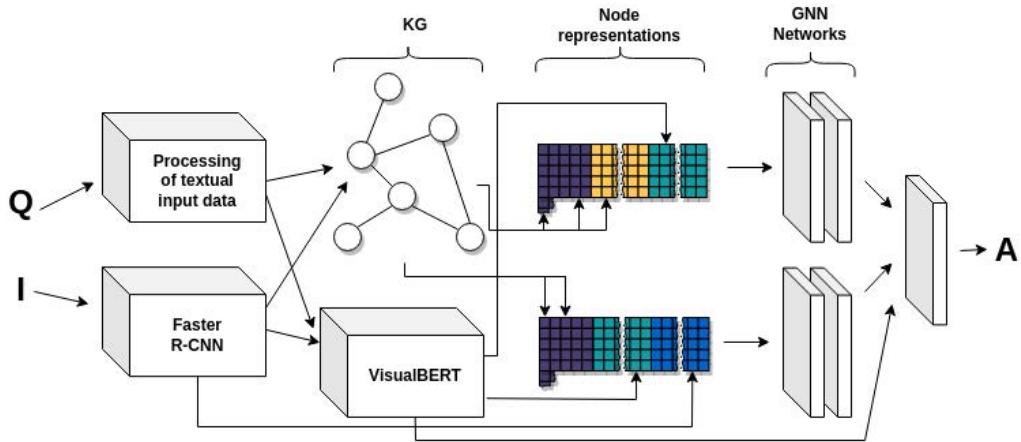 KG
Node
representations
GNN
Networks
Q
Processing
of textual
input data
I
Faster
R-CNN
VisualBERT
A